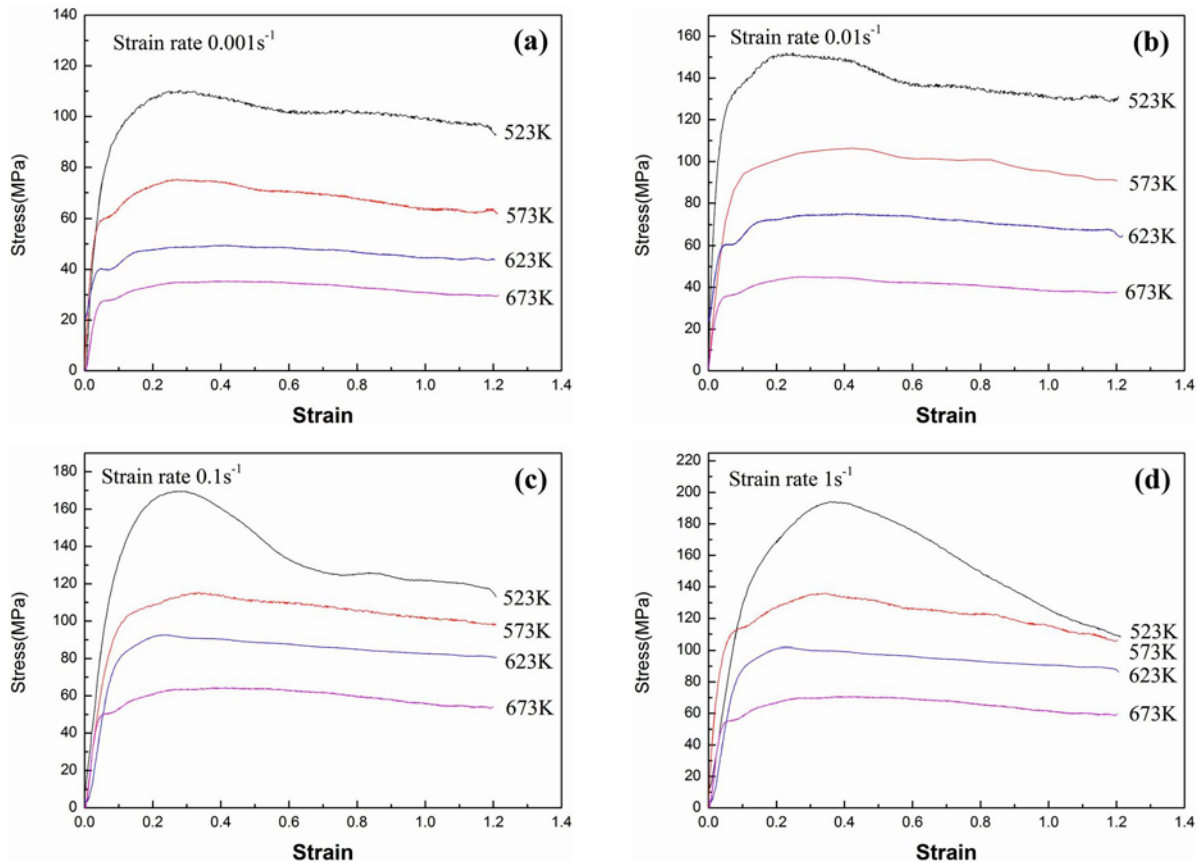 Strain rate 0.001s⁻¹
(a)
Stress(MPa)
140
120
100
80
60
40
20
0
523K
573K
623K
673K
0.0 0.2 0.4 0.6 0.8 1.0 1.2 1.4
Strain
Strain rate 0.01s⁻¹
(b)
Stress(MPa)
160
140
120
100
80
60
40
20
0
523K
573K
623K
673K
0.0 0.2 0.4 0.6 0.8 1.0 1.2 1.4
Strain
Strain rate 0.1s⁻¹
(c)
Stress(MPa)
180
160
140
120
100
80
60
40
20
0
523K
573K
623K
673K
0.0 0.2 0.4 0.6 0.8 1.0 1.2 1.4
Strain
Strain rate 1s⁻¹
(d)
Stress(MPa)
220
200
180
160
140
120
100
80
60
40
20
0
523K
573K
623K
673K
0.0 0.2 0.4 0.6 0.8 1.0 1.2 1.4
Strain